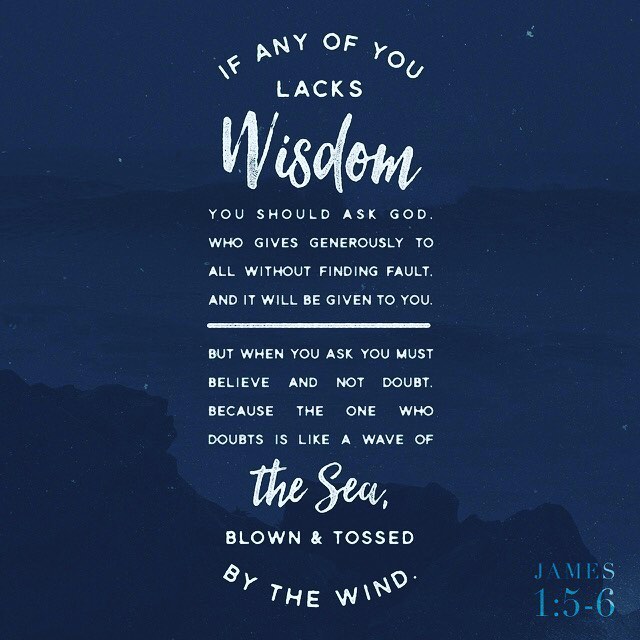 IF ANY OF YOU
LACKS
Wisdom
YOU SHOULD ASK GOD.
WHO GIVES GENEROUSLY TO
ALL WITHOUT FINDING FAULT.
AND IT WILL BE GIVEN TO YOU.
BUT WHEN YOU ASK YOU MUST
BELIEVE AND NOT DOUBT.
BECAUSE THE ONE WHO
DOUBTS IS LIKE A WAVE OF
the Sea,
BLOWN & TOSSED
BY THE WIND.
JAMES
1:5-6